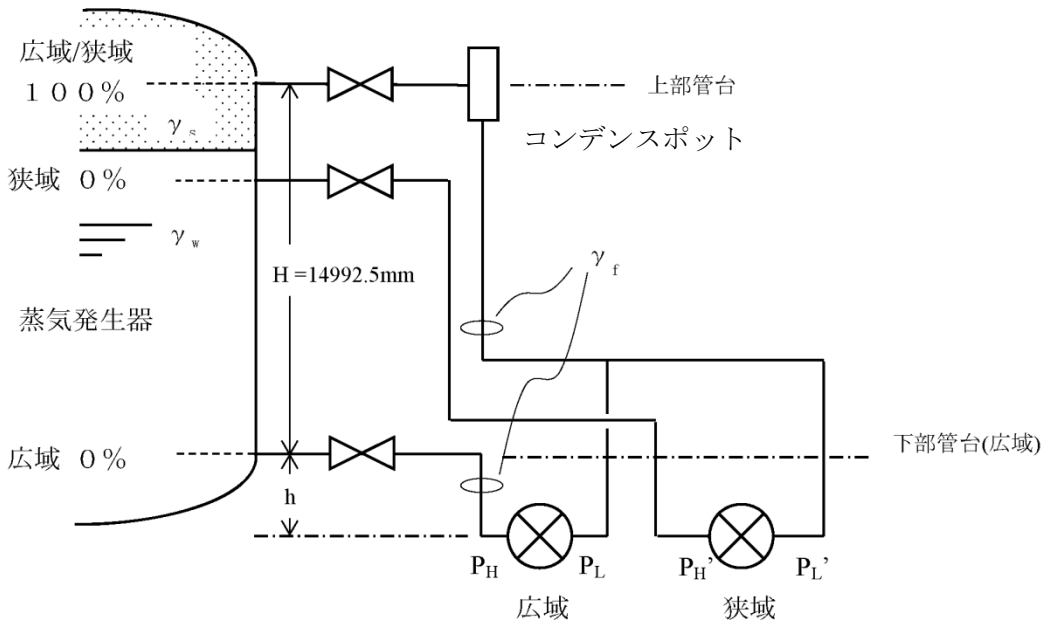 広域/狭域
１００％
γs
上部管台
コンデンスポット
狭域 ０％
γw
γf
H =14992.5mm
蒸気発生器
広域 ０％
下部管台(広域)
h
PH
PL
PH’
PL’
広域
狭域